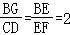 BG/CD = BE/EF = 2